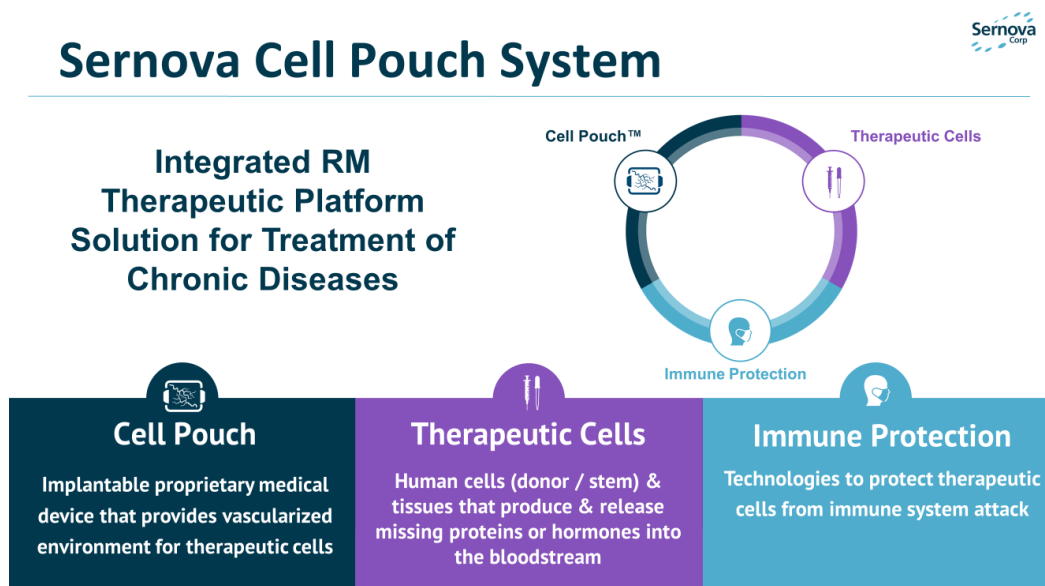 Sernova
Corp
Sernova Cell Pouch System
Integrated RM
Therapeutic Platform
Solution for Treatment of
Chronic Diseases
Cell Pouch™
Therapeutic Cells
Immune Protection
Cell Pouch
Implantable proprietary medical
device that provides vascularized
environment for therapeutic cells
Therapeutic Cells
Human cells (donor / stem) &
tissues that produce & release
missing proteins or hormones into
the bloodstream
Immune Protection
Technologies to protect therapeutic
cells from immune system attack